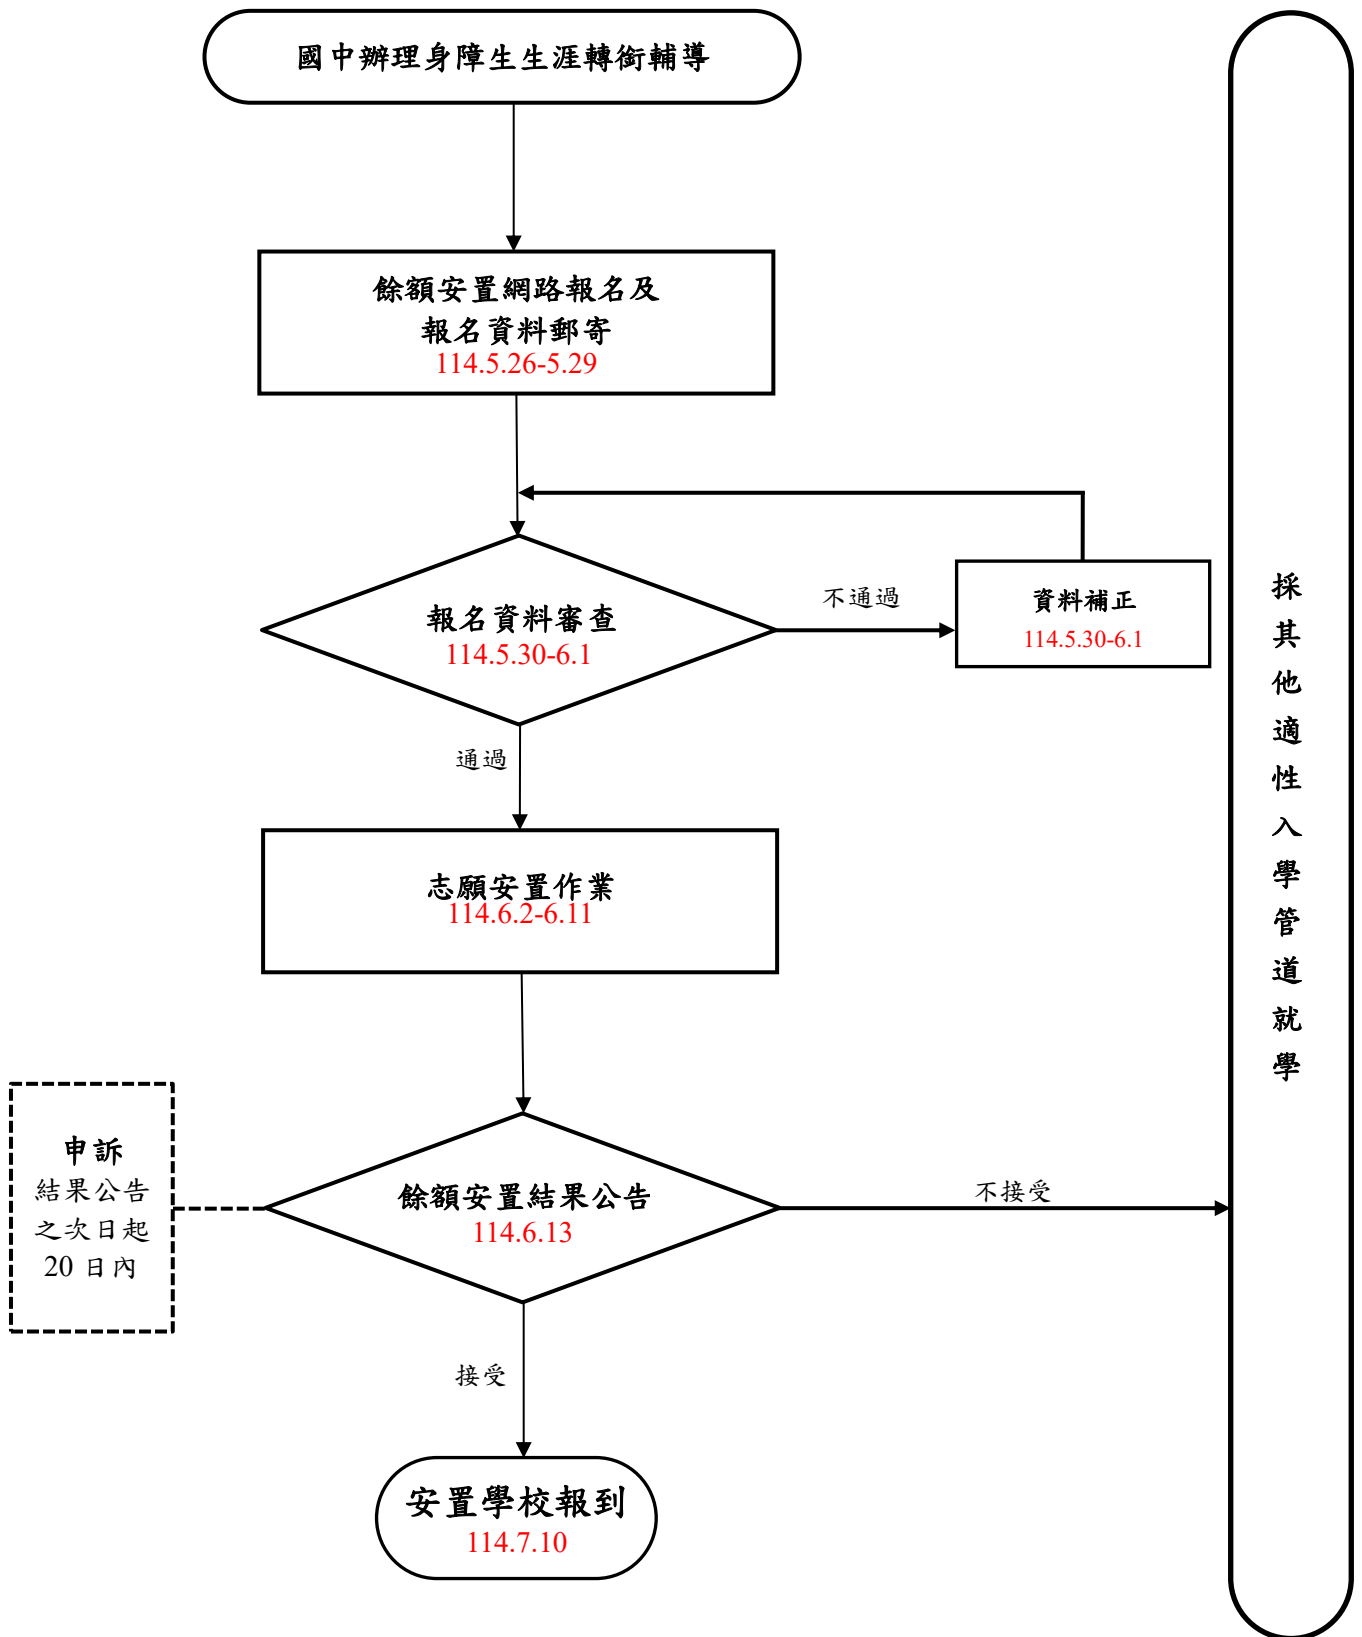 國中辦理身障生生涯轉銜輔導
餘額安置網路報名及
報名資料郵寄
114.5.26-5.29
報名資料審查
114.5.30-6.1
不通過
資料補正
114.5.30-6.1
通過
志願安置作業
114.6.2-6.11
申訴
結果公告
之次日起
20 日內
餘額安置結果公告
114.6.13
不接受
接受
安置學校報到
114.7.10
採其他適性入學管道就學